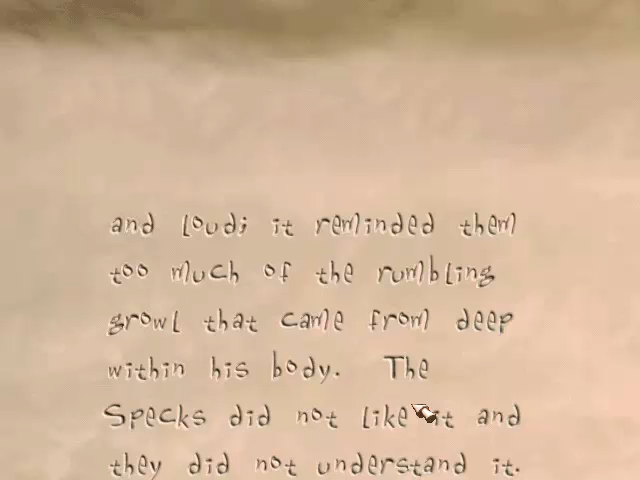 and loud; it reminded them
too much of the rumbling
growl that came from deep
within his body. The
Specks did not like it and
they did not understand it.